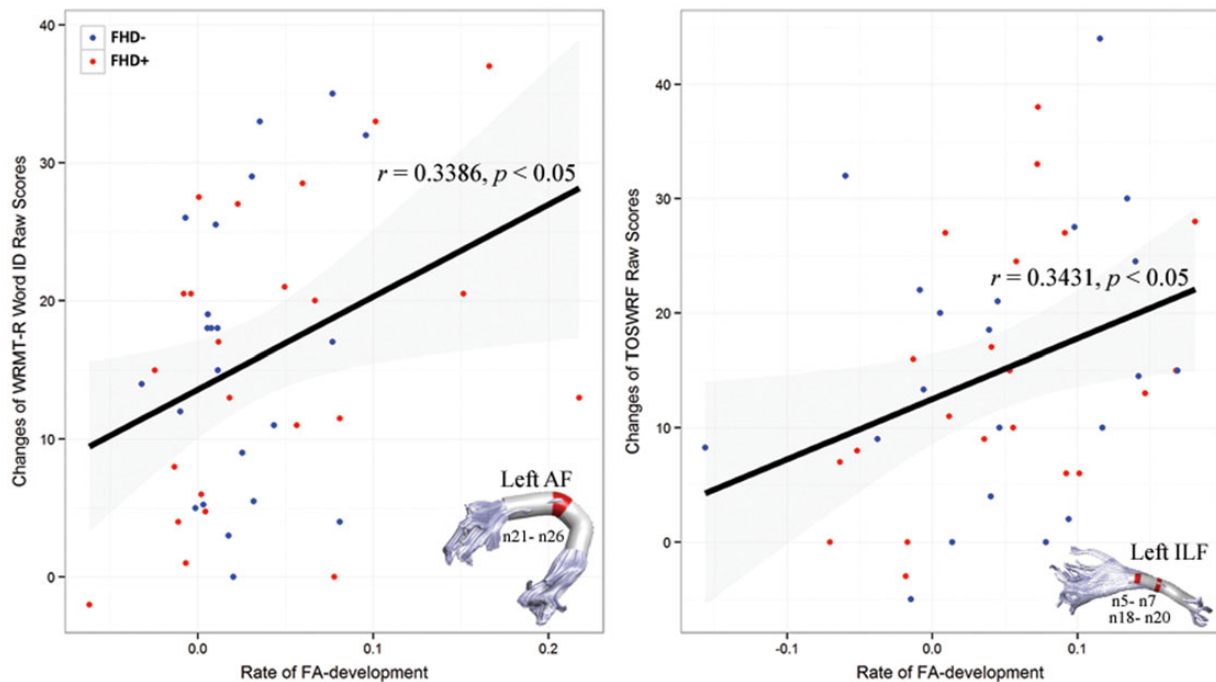 40
30
20
10
0
Changes of WRMT-R Word ID Raw Scores
FHD-
FHD+
r = 0.3386, p < 0.05
Left AF
n21- n26
0.0
0.1
0.2
Rate of FA-development
40
30
20
10
0
Changes of TOSWRF Raw Scores
r = 0.3431, p < 0.05
Left ILF
n5- n7
n18- n20
-0.1
0.0
0.1
Rate of FA-development